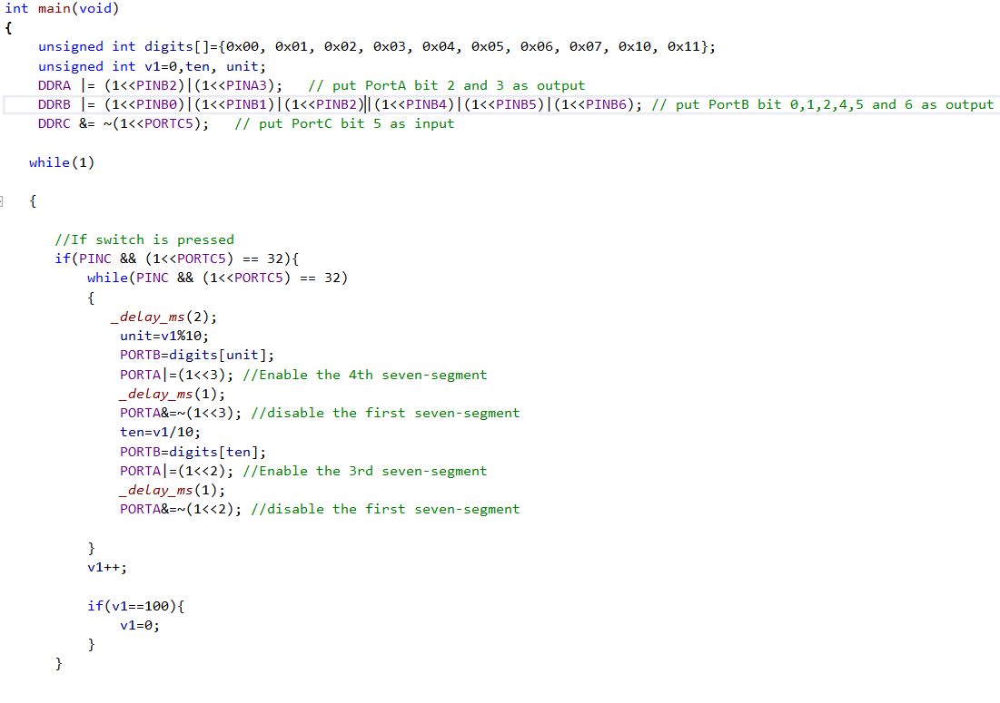 int main(void)
{
unsigned int digits[]={0x00, 0x01, 0x02, 0x03, 0x04, 0x05, 0x06, 0x07, 0x10, 0x11};
unsigned int v1=0,ten, unit;
DDRA |= (1<<PINB2)|(1<<PINA3);   // put PortA bit 2 and 3 as output
DDRB |= (1<<PINB0)|(1<<PINB1)|(1<<PINB2)|(1<<PINB4)|(1<<PINB5)|(1<<PINB6); // put PortB bit 0,1,2,4,5 and 6 as output
DDRC &= ~(1<<PORTC5);   // put PortC bit 5 as input
while(1)
{
//If switch is pressed
if(PINC && (1<<PORTC5) == 32){
while(PINC && (1<<PORTC5) == 32)
{
_delay_ms(2);
unit=v1%10;
PORTB=digits[unit];
PORTA|=(1<<3); //Enable the 4th seven-segment
_delay_ms(1);
PORTA&=~(1<<3); //disable the first seven-segment
ten=v1/10;
PORTB=digits[ten];
PORTA|=(1<<2); //Enable the 3rd seven-segment
_delay_ms(1);
PORTA&=~(1<<2); //disable the first seven-segment
}
v1++;
if(v1==100){
v1=0;
}
}